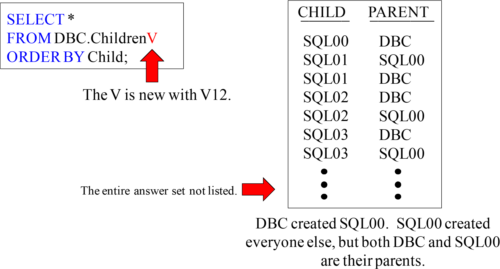 SELECT *
FROM DBC.ChildrenV
ORDER BY Child;
The V is new with V12.
CHILD PARENT
SQL00 DBC
SQL01 SQL00
SQL01 DBC
SQL02 DBC
SQL02 SQL00
SQL03 DBC
SQL03 SQL00
The entire answer set not listed.
DBC created SQL00. SQL00 created
everyone else, but both DBC and SQL00
are their parents.